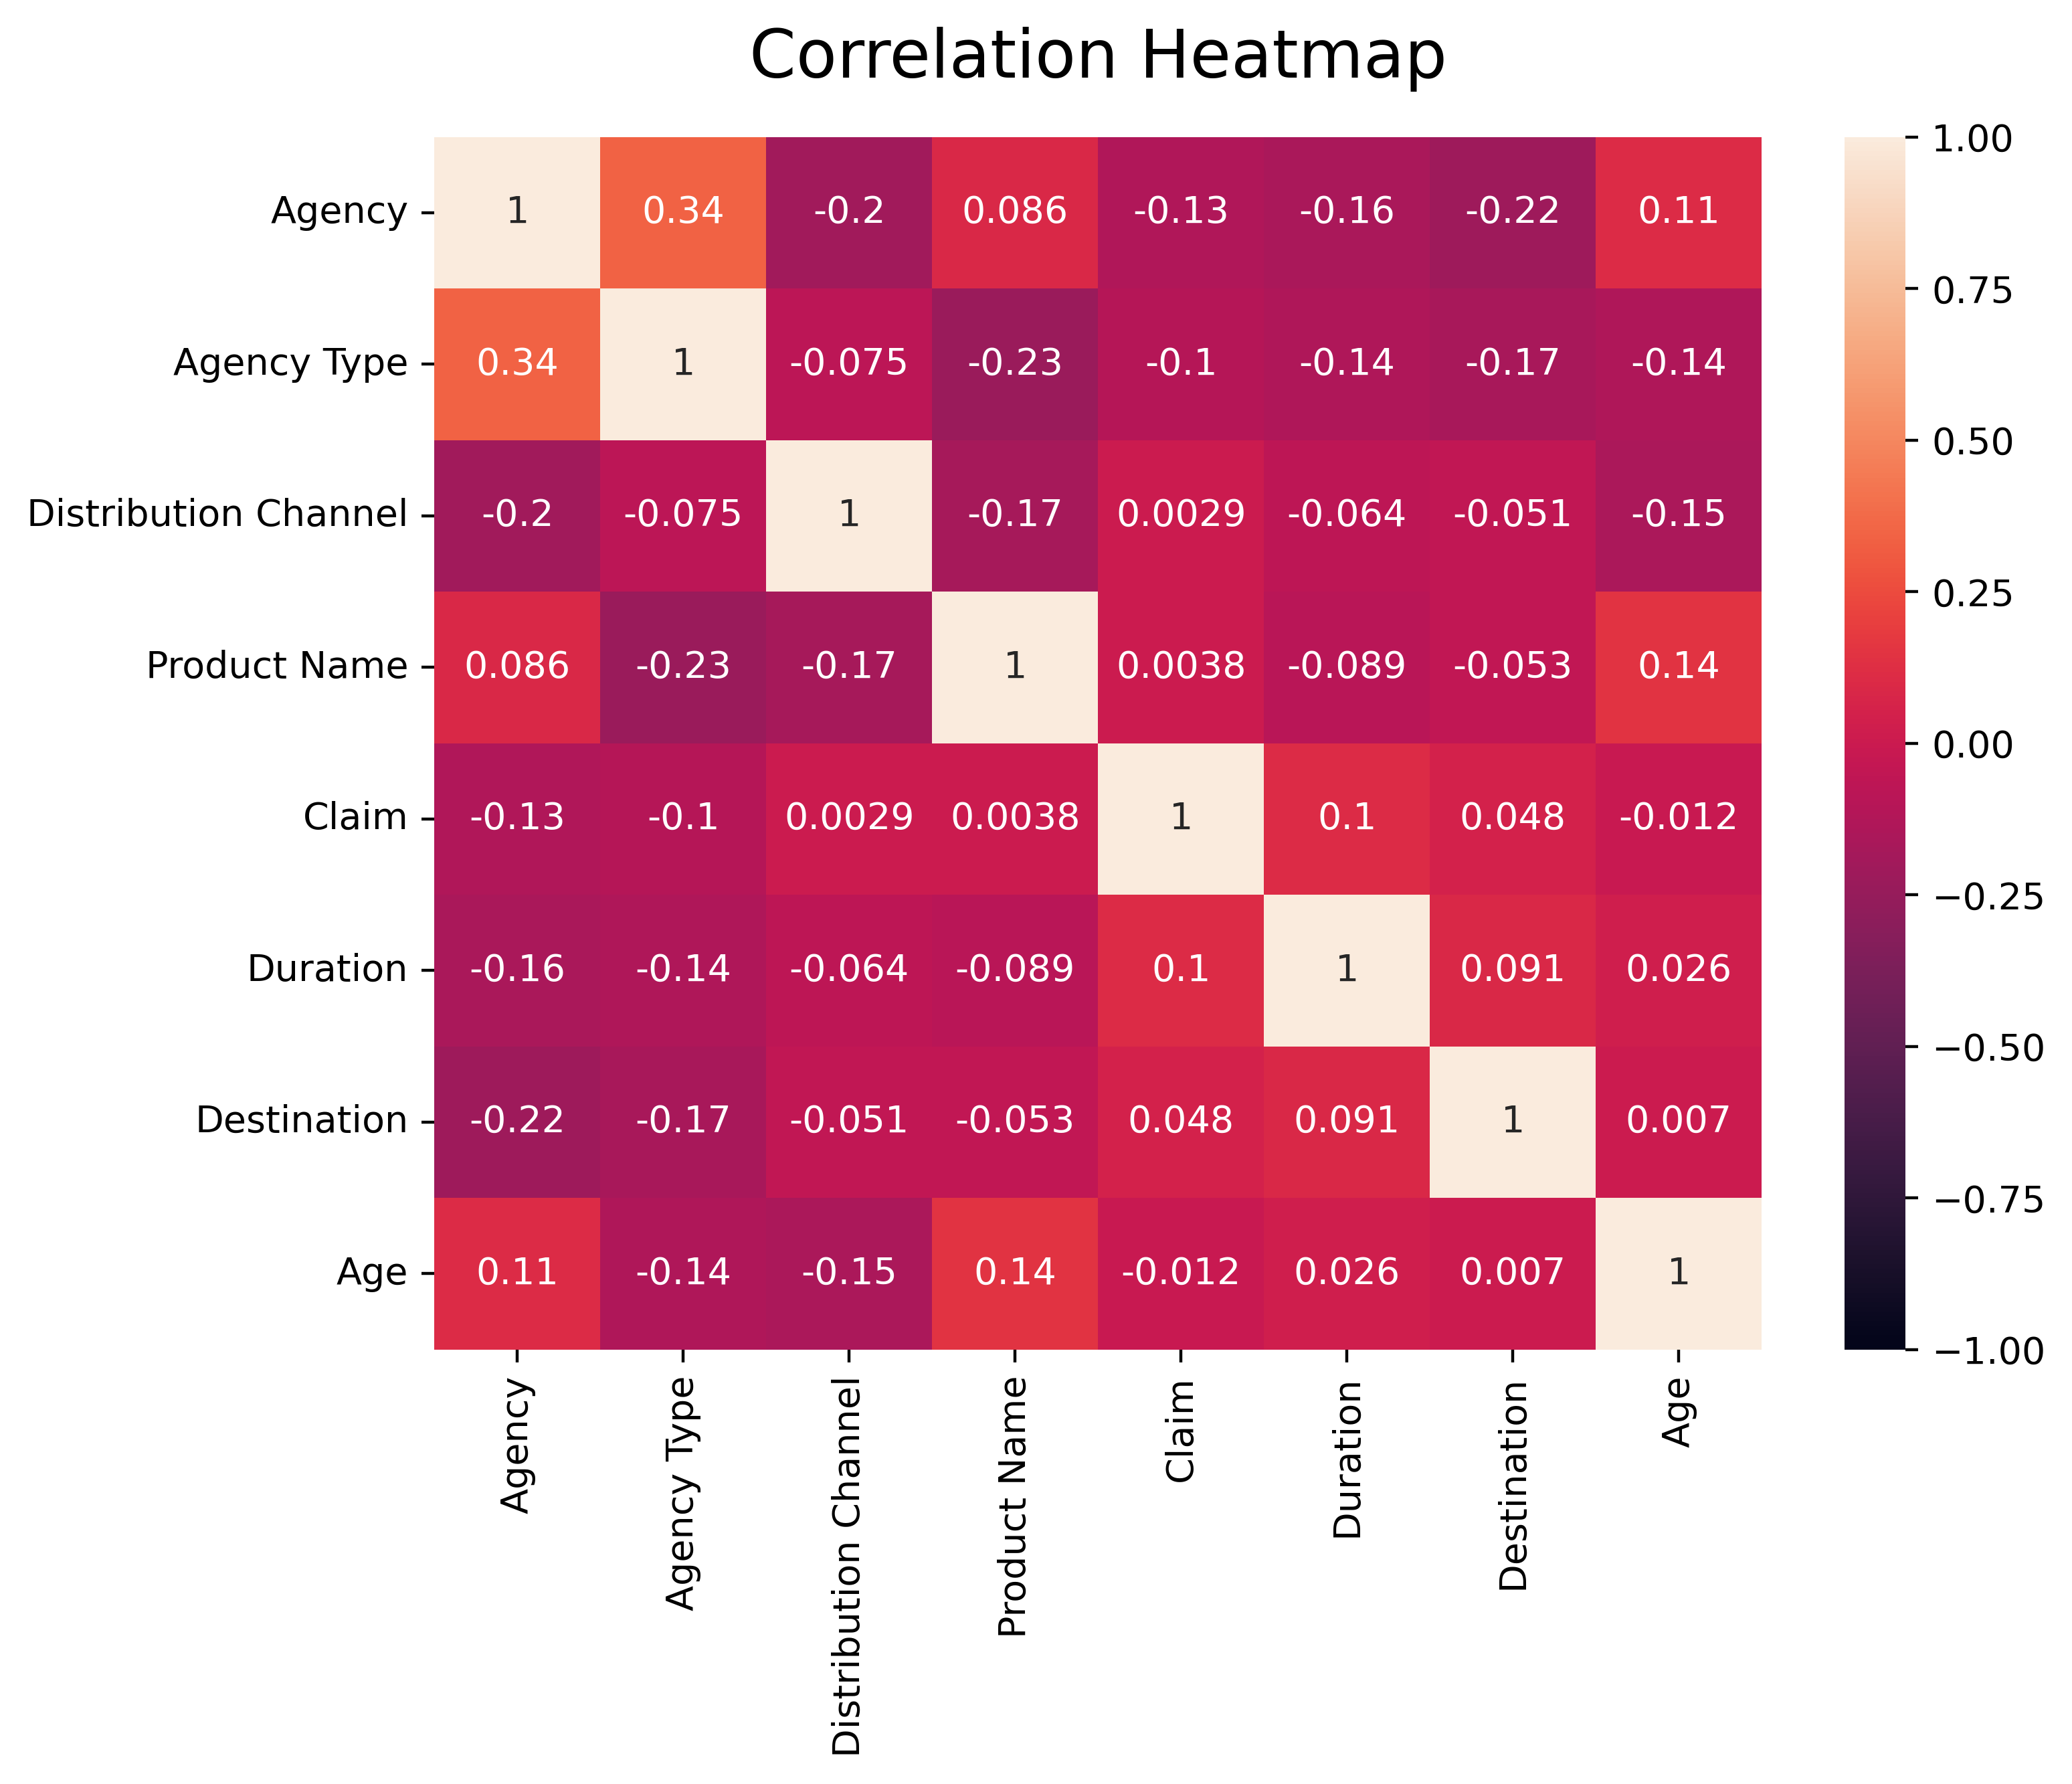 Correlation Heatmap
Agency 1 0.34 -0.2 0.086 -0.13 -0.16 -0.22 0.11
Agency Type 0.34 1 -0.075 -0.23 -0.1 -0.14 -0.17 -0.14
Distribution Channel -0.2 -0.075 1 -0.17 0.0029 -0.064 -0.051 -0.15
Product Name 0.086 -0.23 -0.17 1 0.0038 -0.089 -0.053 0.14
Claim -0.13 -0.1 0.0029 0.0038 1 0.1 0.048 -0.012
Duration -0.16 -0.14 -0.064 -0.089 0.1 1 0.091 0.026
Destination -0.22 -0.17 -0.051 -0.053 0.048 0.091 1 0.007
Age 0.11 -0.14 -0.15 0.14 -0.012 0.026 0.007 1
Agency
Agency Type
Distribution Channel
Product Name
Claim
Duration
Destination
Age
1.00
0.75
0.50
0.25
0.00
−0.25
−0.50
−0.75
−1.00